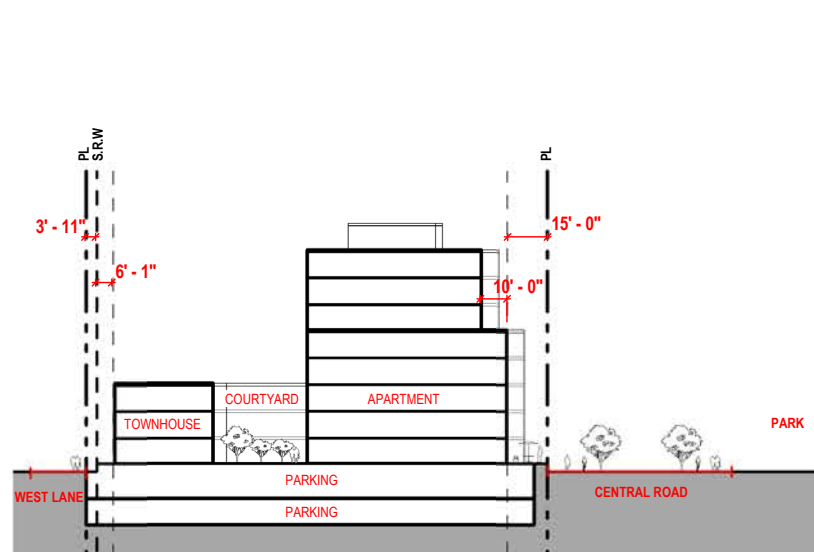 PL
S.R.W
PL
3' - 11"
15' - 0"
6' - 1"
10' - 0"
COURTYARD
APARTMENT
TOWNHOUSE
PARK
PARKING
WEST LANE
CENTRAL ROAD
PARKING